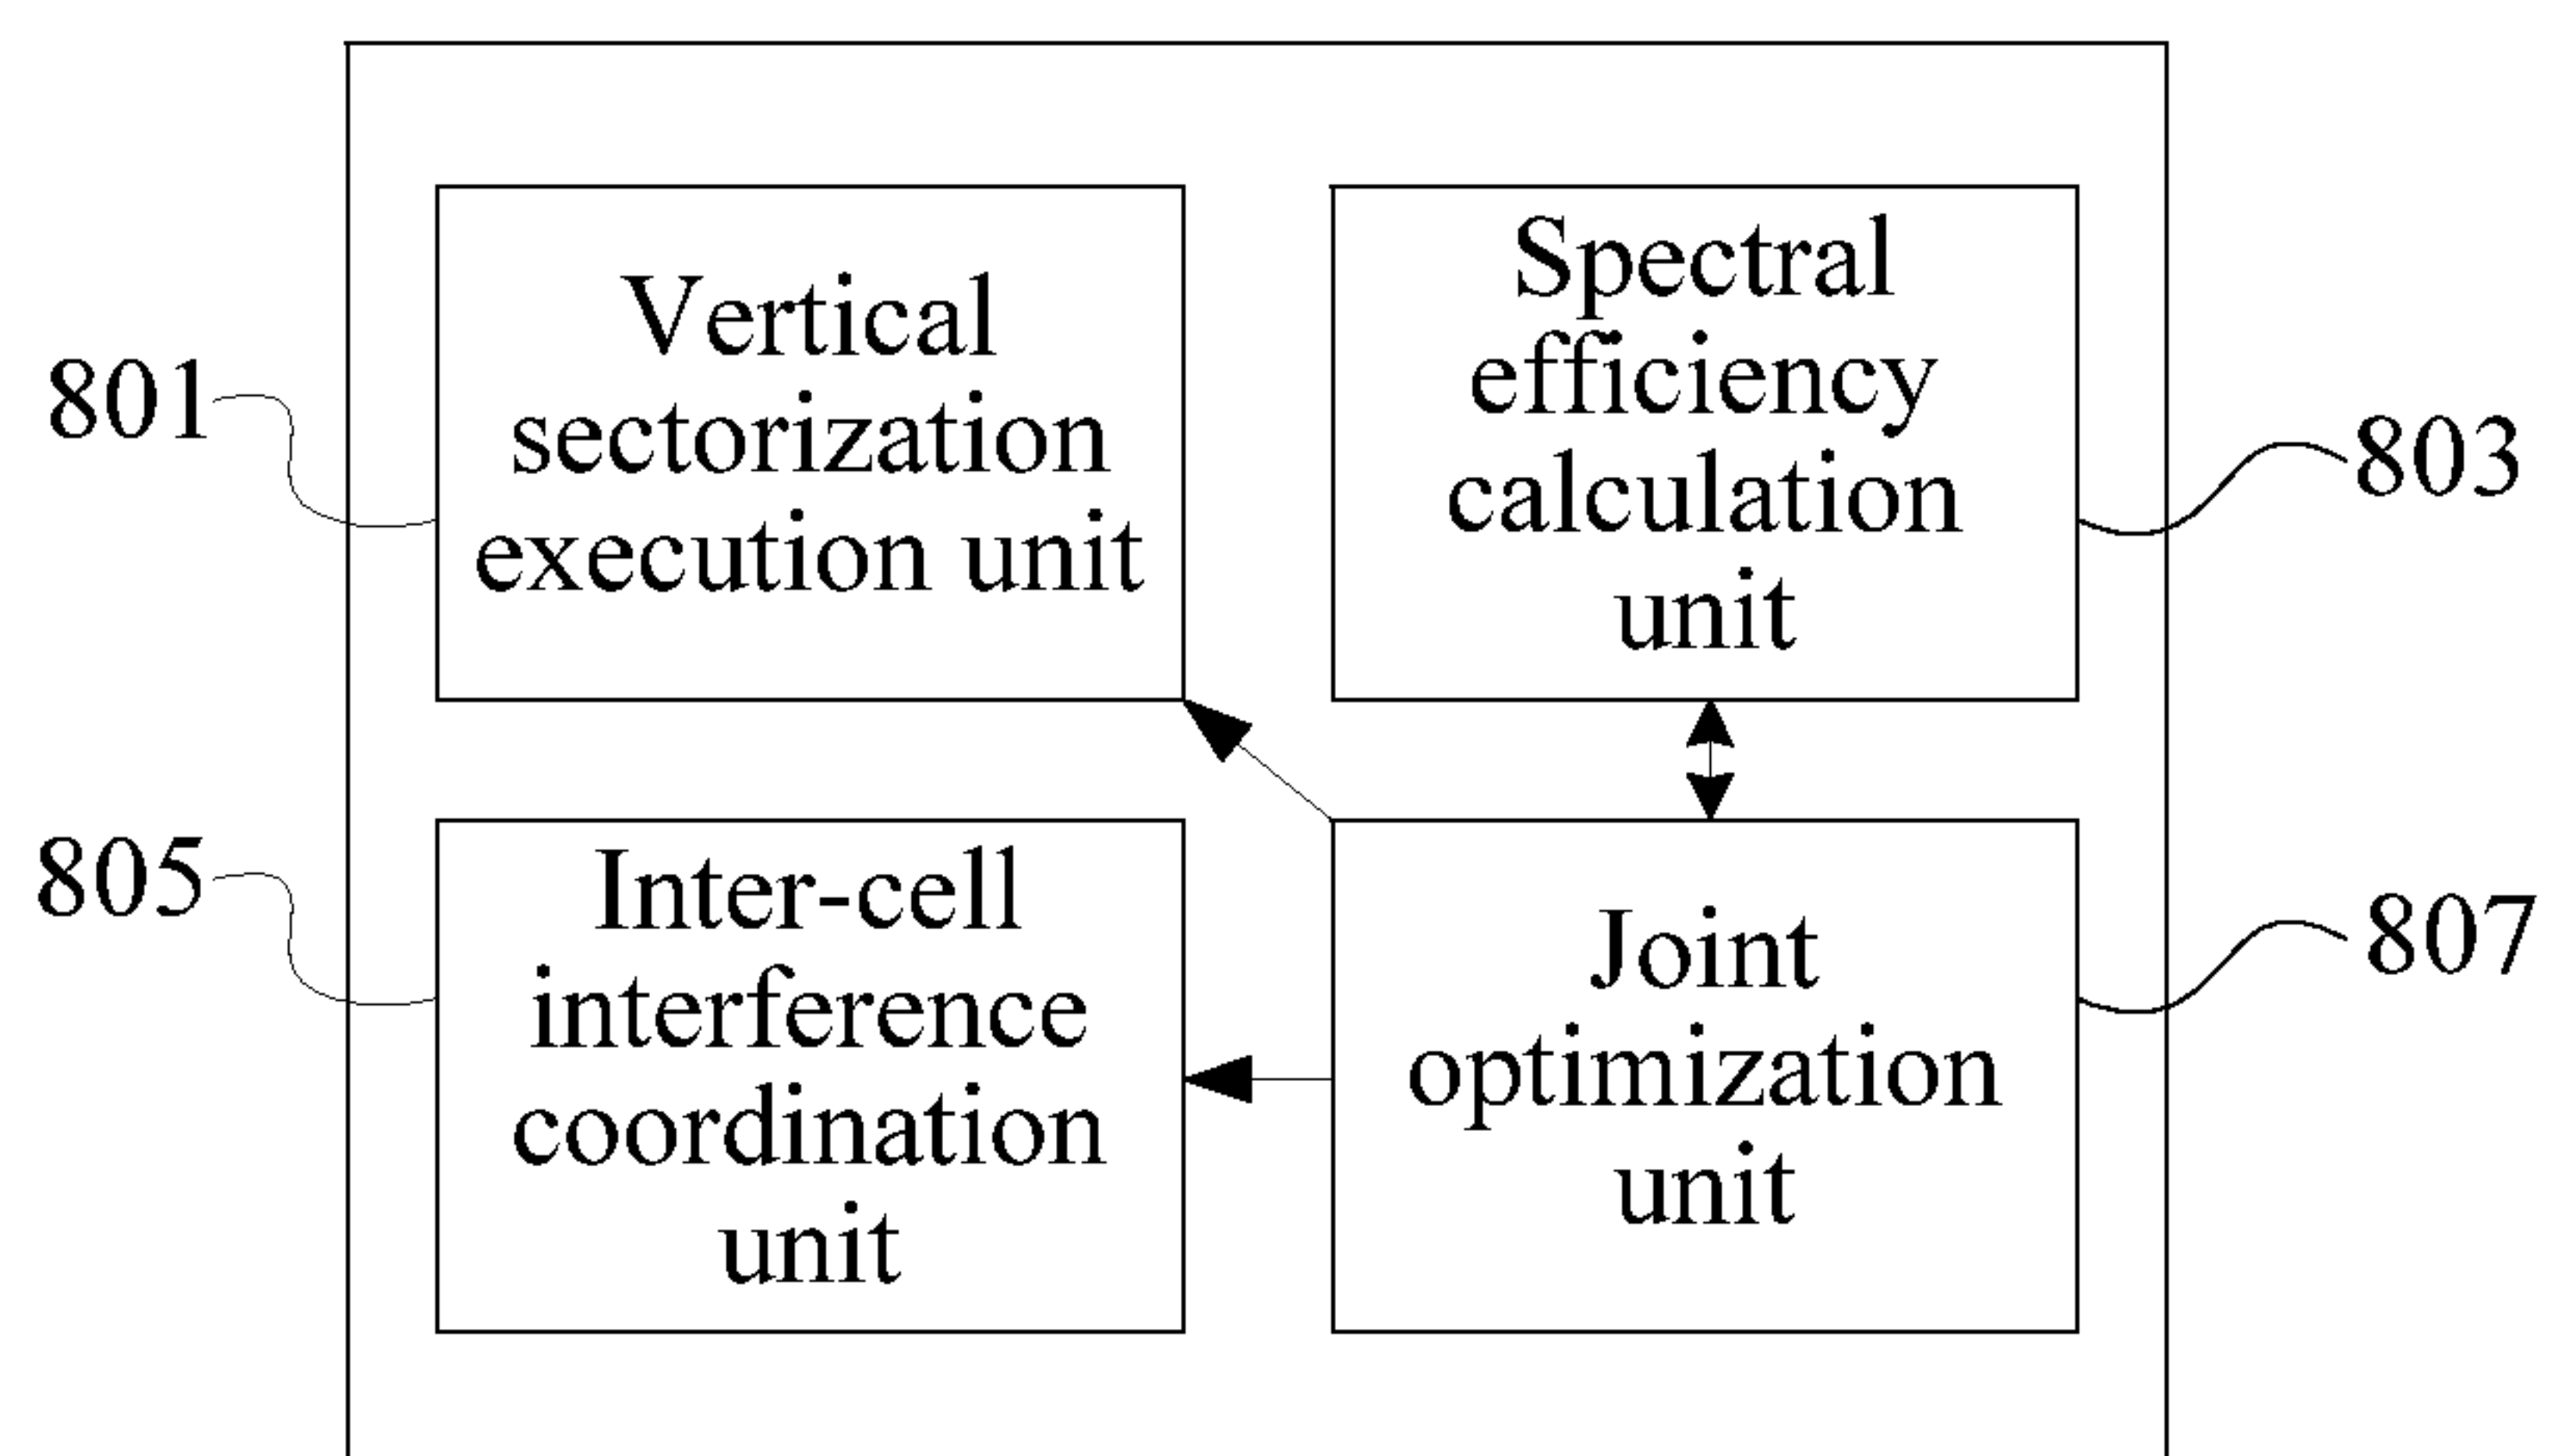 801
Vertical
sectorization
execution unit
Spectral
efficiency
calculation
unit
803
805
Inter-cell
interference
coordination
unit
Joint
optimization
unit
807